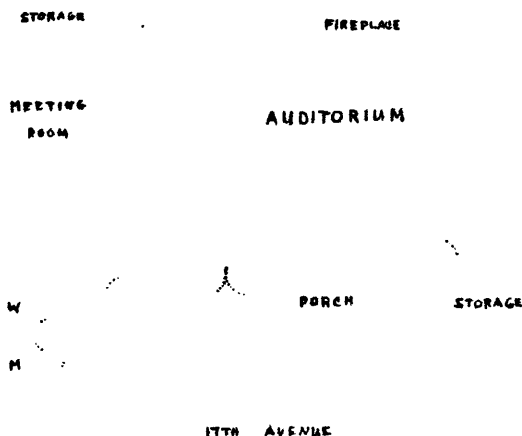 STORAGE
FIREPLACE
MEETING
ROOM
AUDITORIUM
W
PORCH
STORAGE
M
17TH AVENUE